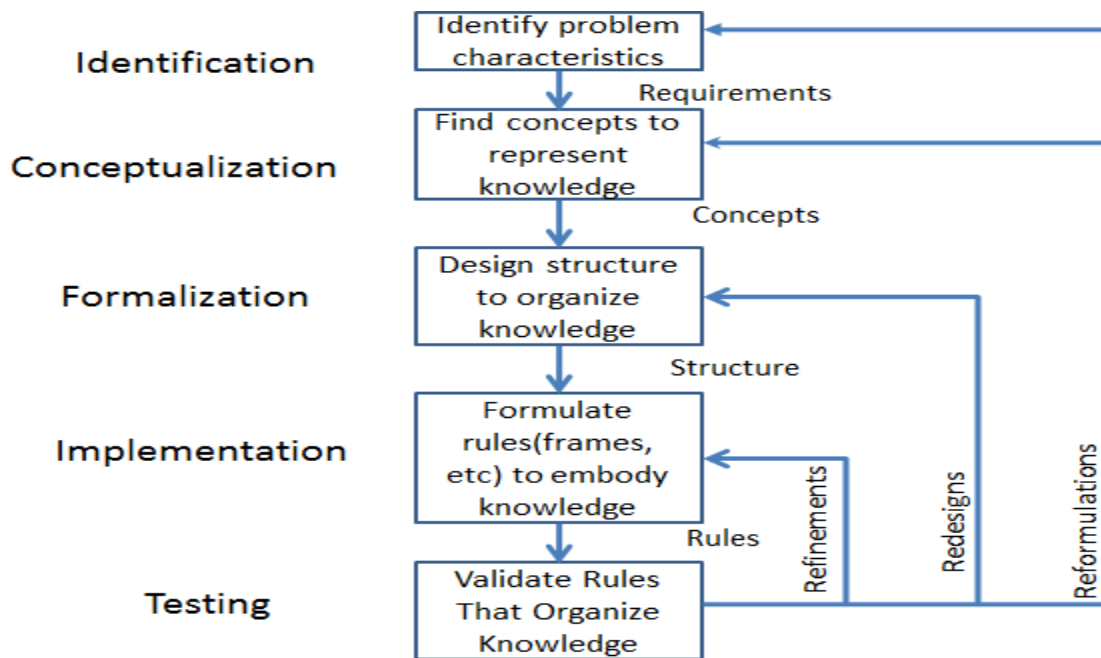 Identification
Identify problem
characteristics
Requirements
Conceptualization
Find concepts to
represent
knowledge
Concepts
Formalization
Design structure
to organize
knowledge
Structure
Implementation
Formulate
rules(frames,
etc) to embody
knowledge
Rules
Refinements
Redesigns
Reformulations
Testing
Validate Rules
That Organize
Knowledge